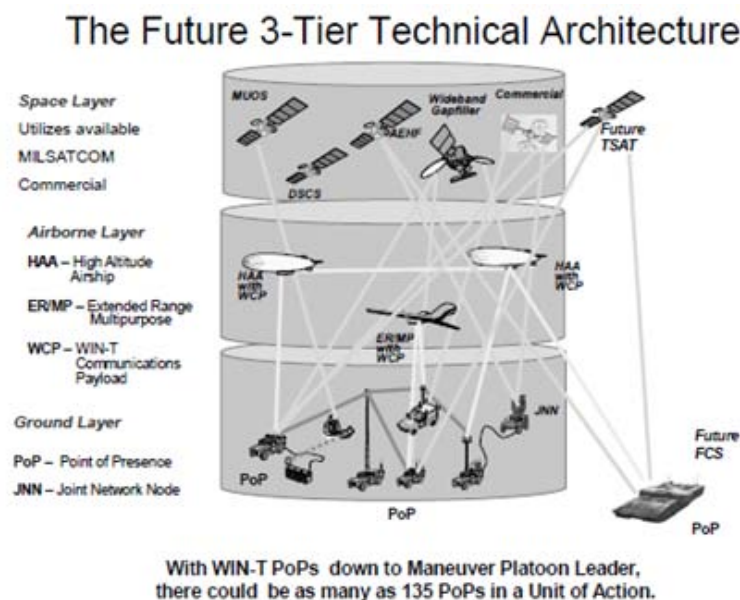 The Future 3-Tier Technical Architecture
Space Layer
Utilizes available
MILSATCOM
Commercial
MUOS
AEHF
Wideband
Gapfiller
Commercial
Future
TSAT
DSCS
Airborne Layer
HAA – High Altitude
Airship
ER/MP – Extended Range
Multipurpose
WCP – WIN-T
Communications
Payload
HAA
with
WCP
HAA
with
WCP
ER/MP
with
WCP
Ground Layer
PoP – Point of Presence
JNN – Joint Network Node
JNN
PoP
PoP
Future
FCS
PoP
With WIN-T PoPs down to Maneuver Platoon Leader,
there could be as many as 135 PoPs in a Unit of Action.